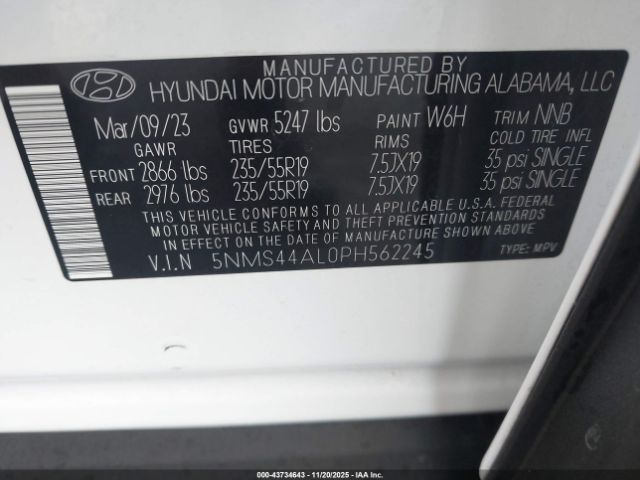 MANUFACTURED BY
HYUNDAI MOTOR MANUFACTURING ALABAMA, LLC
Mar/09/23 GVWR 5247 lbs PAINT W6H TRIM NNB
GAWR TIRES RIMS COLD TIRE INFL
FRONT 2866 lbs 235/55R19 7.5JX19 35 psi SINGLE
REAR 2976 lbs 235/55R19 7.5JX19 35 psi SINGLE
THIS VEHICLE CONFORMS TO ALL APPLICABLE U.S.A. FEDERAL
MOTOR VEHICLE SAFETY AND THEFT PREVENTION STANDARDS
IN EFFECT ON THE DATE OF MANUFACTURE SHOWN ABOVE
V.I.N 5NMS44AL0PH562245 TYPE: MPV
000-43734643 - 11/20/2025 - IAA, Inc.